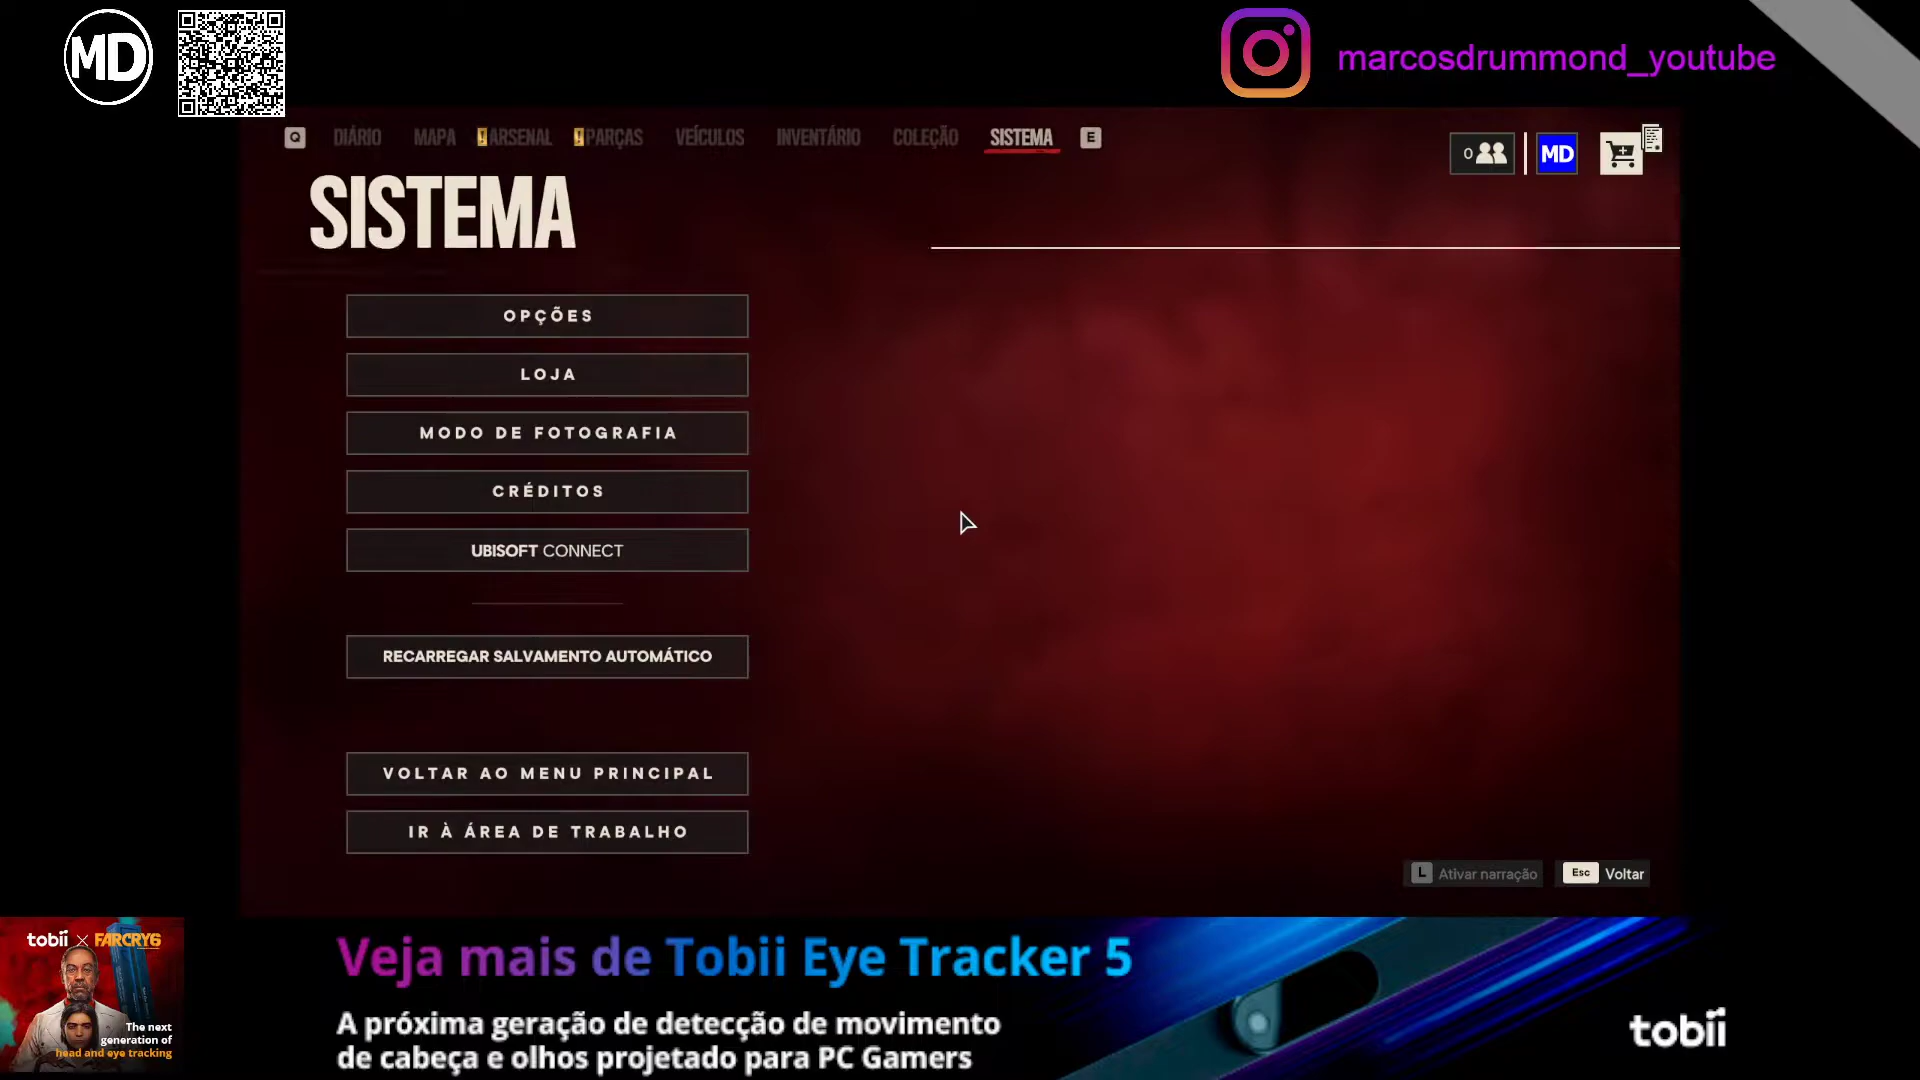 MD
marcosdrummond_youtube
Q DIÁRIO MAPA ! ARSENAL ! PARÇAS VEÍCULOS INVENTÁRIO COLEÇÃO SISTEMA E
0 MD
SISTEMA
OPÇÕES
LOJA
MODO DE FOTOGRAFIA
CRÉDITOS
UBISOFT CONNECT
RECARREGAR SALVAMENTO AUTOMÁTICO
VOLTAR AO MENU PRINCIPAL
IR À ÁREA DE TRABALHO
L Ativar narração Esc Voltar
tobii × FARCRY6
The next
generation of
head and eye tracking
Veja mais de Tobii Eye Tracker 5
A próxima geração de detecção de movimento
de cabeça e olhos projetado para PC Gamers
tobii